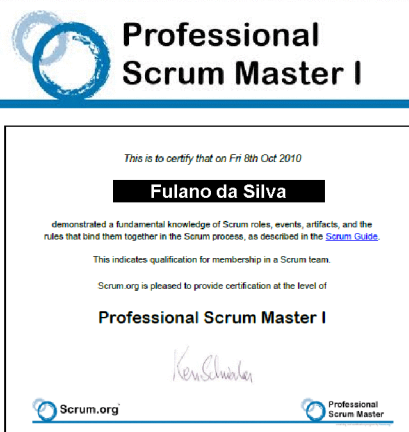 Professional
Scrum Master I
This is to certify that on Fri 8th Oct 2010
Fulano da Silva
demonstrated a fundamental knowledge of Scrum roles, events, artifacts, and the
rules that bind them together in the Scrum process, as described in the Scrum Guide.
This indicates qualification for membership in a Scrum team.
Scrum.org is pleased to provide certification at the level of
Professional Scrum Master I
Ken Schwaber
Scrum.org
Professional
Scrum Master